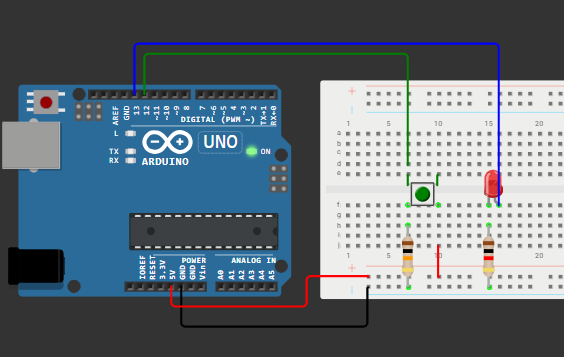 AREF
GND
13
12
~11
~10
~9
8
7
~6
~5
4
~3
2
TX→1
RX←0
DIGITAL (PWM ~)
L
TX
RX
UNO
ARDUINO
ON
IOREF
RESET
3.3V
5V
GND
GND
Vin
POWER
ANALOG IN
A0
A1
A2
A3
A4
A5
+
-
1 5 10 15 20
a
b
c
d
e
f
g
h
i
j
1 5 10 15 20
+
-